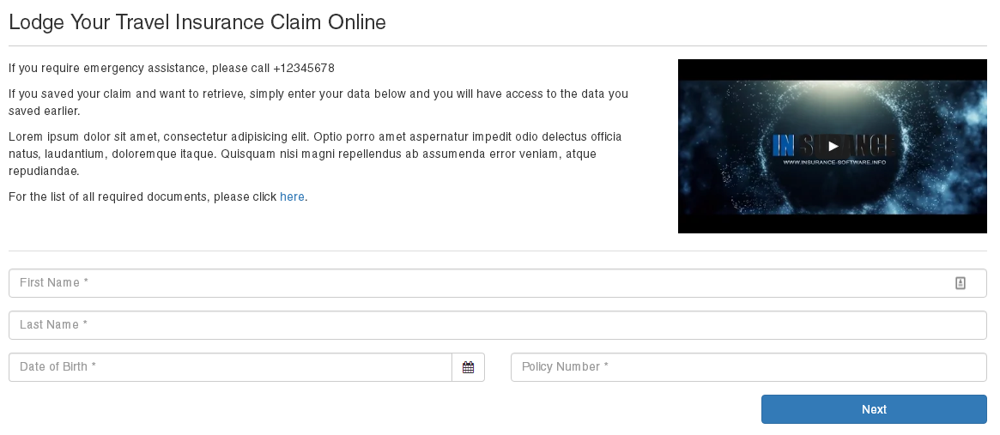 Lodge Your Travel Insurance Claim Online
If you require emergency assistance, please call +12345678
If you saved your claim and want to retrieve, simply enter your data below and you will have access to the data you
saved earlier.
Lorem ipsum dolor sit amet, consectetur adipisicing elit. Optio porro amet aspernatur impedit odio delectus officia
natus, laudantium, doloremque itaque. Quisquam nisi magni repellendus ab assumenda error veniam, atque
repudiandae.
For the list of all required documents, please click here.
INSURANCE
WWW.INSURANCE-SOFTWARE.INFO
First Name *
Last Name *
Date of Birth *
Policy Number *
Next